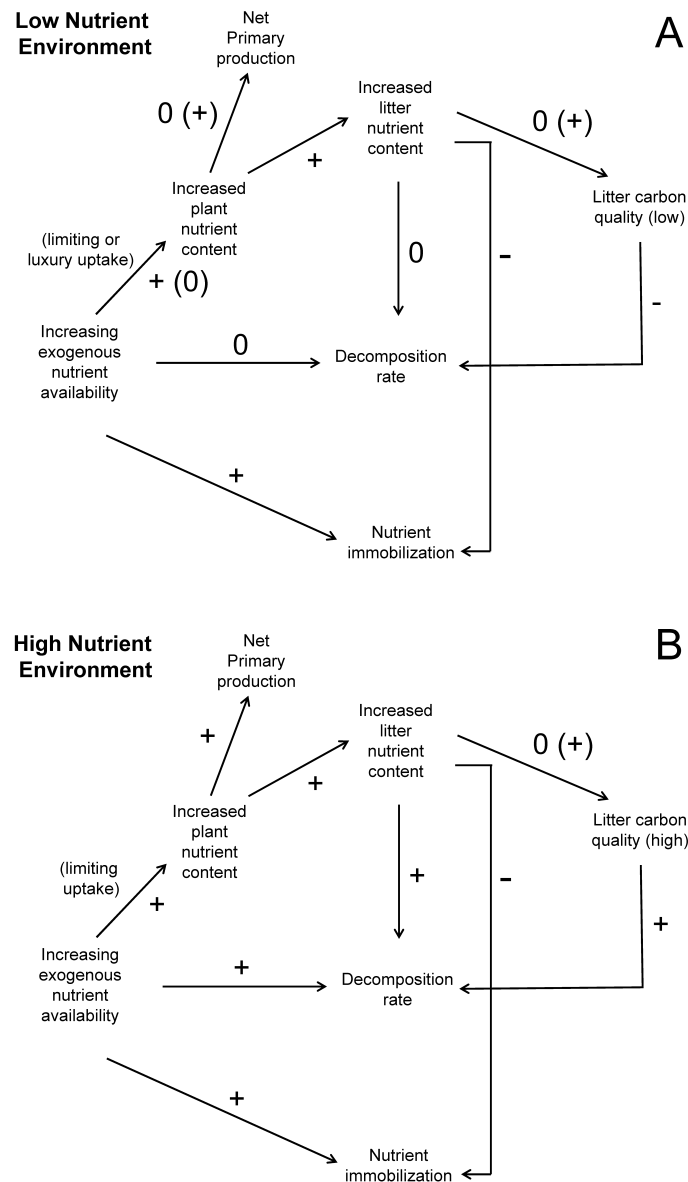 Low Nutrient
Environment
A
Net
Primary
production
0 (+)
Increased
litter
nutrient
content
0 (+)
+
Litter carbon
quality (low)
Increased
plant
nutrient
content
(limiting or
luxury uptake)
+ (0)
0
-
-
Increasing
exogenous
nutrient
availability
0
Decomposition
rate
+
Nutrient
immobilization
High Nutrient
Environment
B
Net
Primary
production
+
Increased
litter
nutrient
content
0 (+)
+
Litter carbon
quality (high)
Increased
plant
nutrient
content
(limiting
uptake)
+
+
-
+
Increasing
exogenous
nutrient
availability
+
Decomposition
rate
+
Nutrient
immobilization